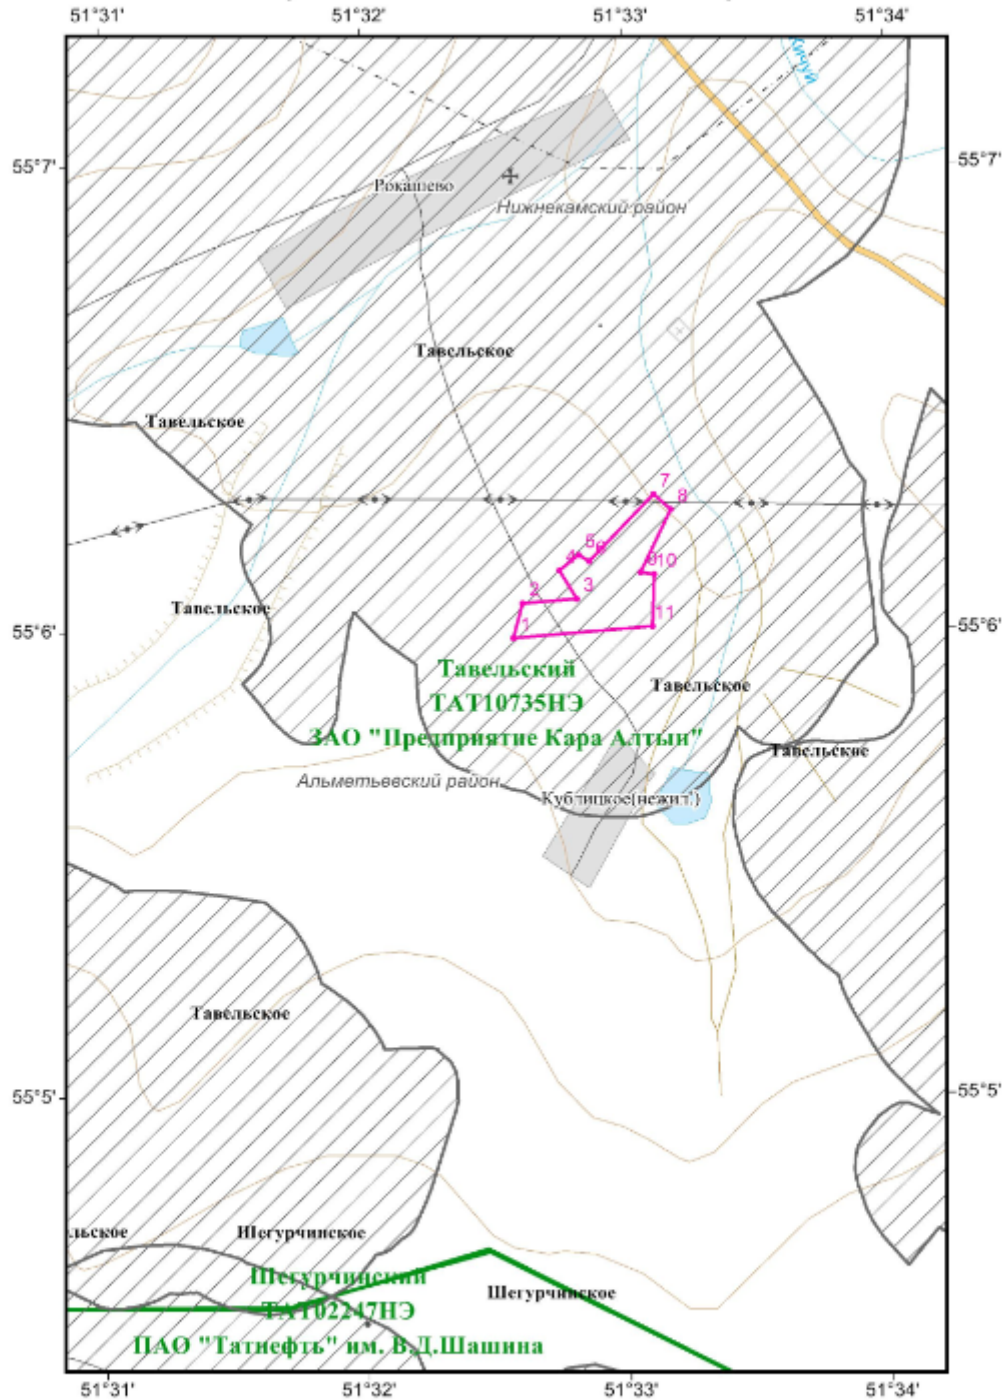 51°31' 51°32' 51°33' 51°34'
55°7' 55°7'
Рокашево
Нижнекамский район
Тавельское
Тавельское
7
8
5
6
4
9
10
2
3
Тавельское
1
11
55°6' 55°6'
Тавельский
ТАТ10735НЭ
ЗАО "Предприятие Кара Алтын"
Тавельское
Тавельское
Альметьевский район
Кублицкое(нежил.)
Тавельское
55°5' 55°5'
льское
Шегурчинское
Шегурчинский
ТАТ02247НЭ
ПАО "Татнефть" им. В.Д.Шашина
Шегурчинское
51°31' 51°32' 51°33' 51°34'